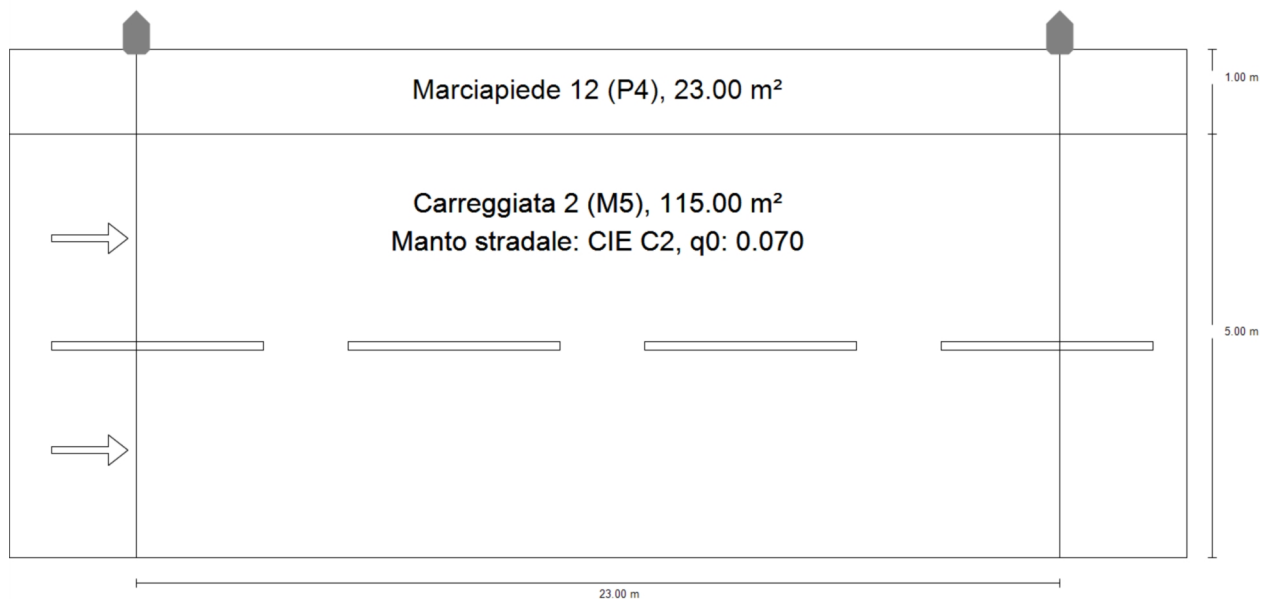 Marciapiede 12 (P4), 23.00 m²
1.00 m
Carreggiata 2 (M5), 115.00 m²
Manto stradale: CIE C2, q0: 0.070
5.00 m
23.00 m